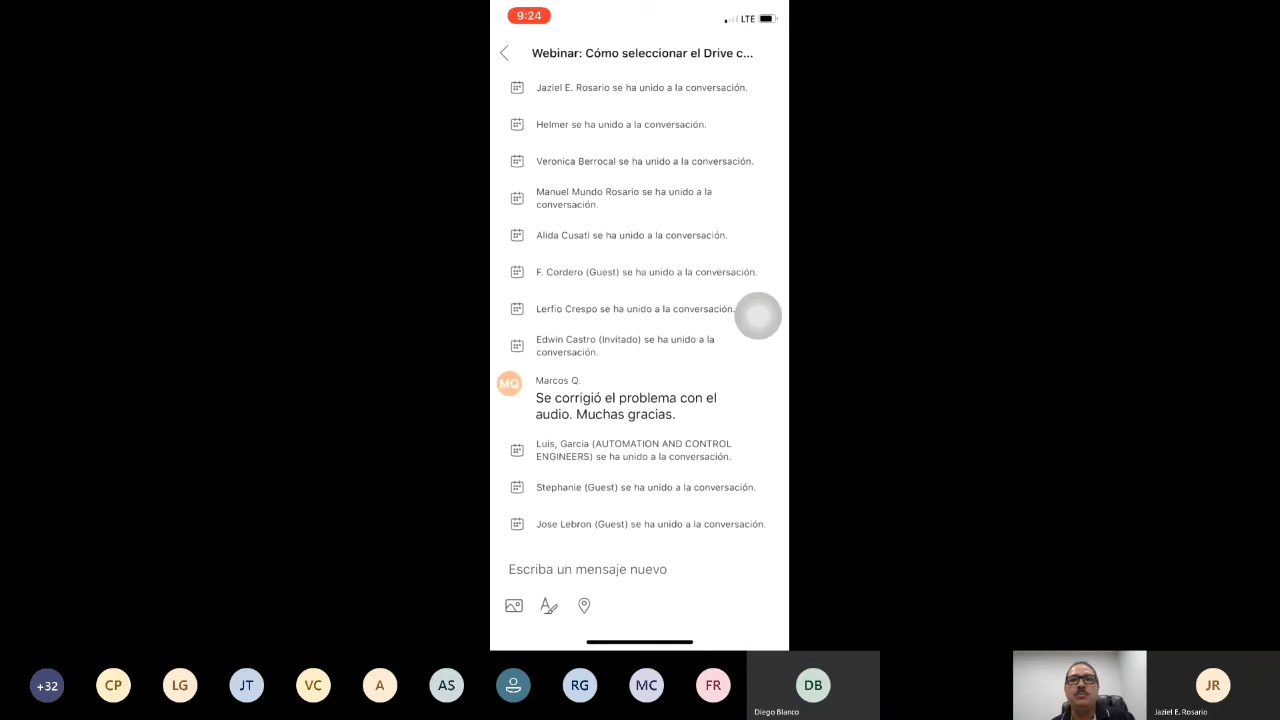 9:24
LTE
Webinar: Cómo seleccionar el Drive c...
Jaziel E. Rosario se ha unido a la conversación.
Helmer se ha unido a la conversación.
Veronica Berrocal se ha unido a la conversación.
Manuel Mundo Rosario se ha unido a la
conversación.
Alida Cusati se ha unido a la conversación.
F. Cordero (Guest) se ha unido a la conversación.
Lerfio Crespo se ha unido a la conversación.
Edwin Castro (Invitado) se ha unido a la
conversación.
MQ
Marcos Q.
Se corrigió el problema con el
audio. Muchas gracias.
Luis, Garcia (AUTOMATION AND CONTROL
ENGINEERS) se ha unido a la conversación.
Stephanie (Guest) se ha unido a la conversación.
Jose Lebron (Guest) se ha unido a la conversación.
Escriba un mensaje nuevo
+32 CP LG JT VC A AS RG MC FR DB JR
Diego Blanco
Jaziel E. Rosario